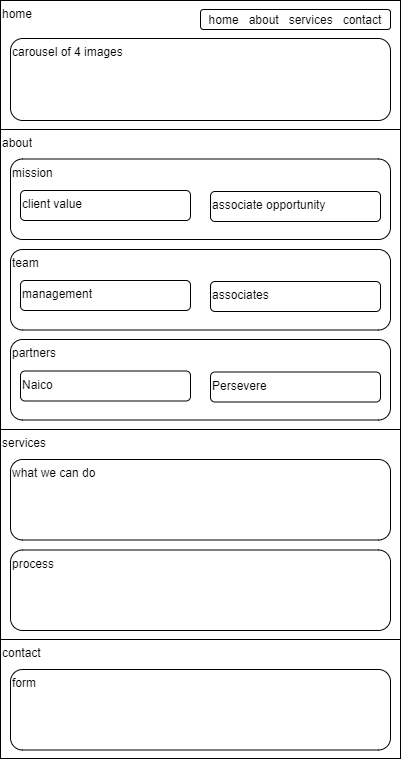 home
home about services contact
carousel of 4 images
about
mission
client value
associate opportunity
team
management
associates
partners
Naico
Persevere
services
what we can do
process
contact
form